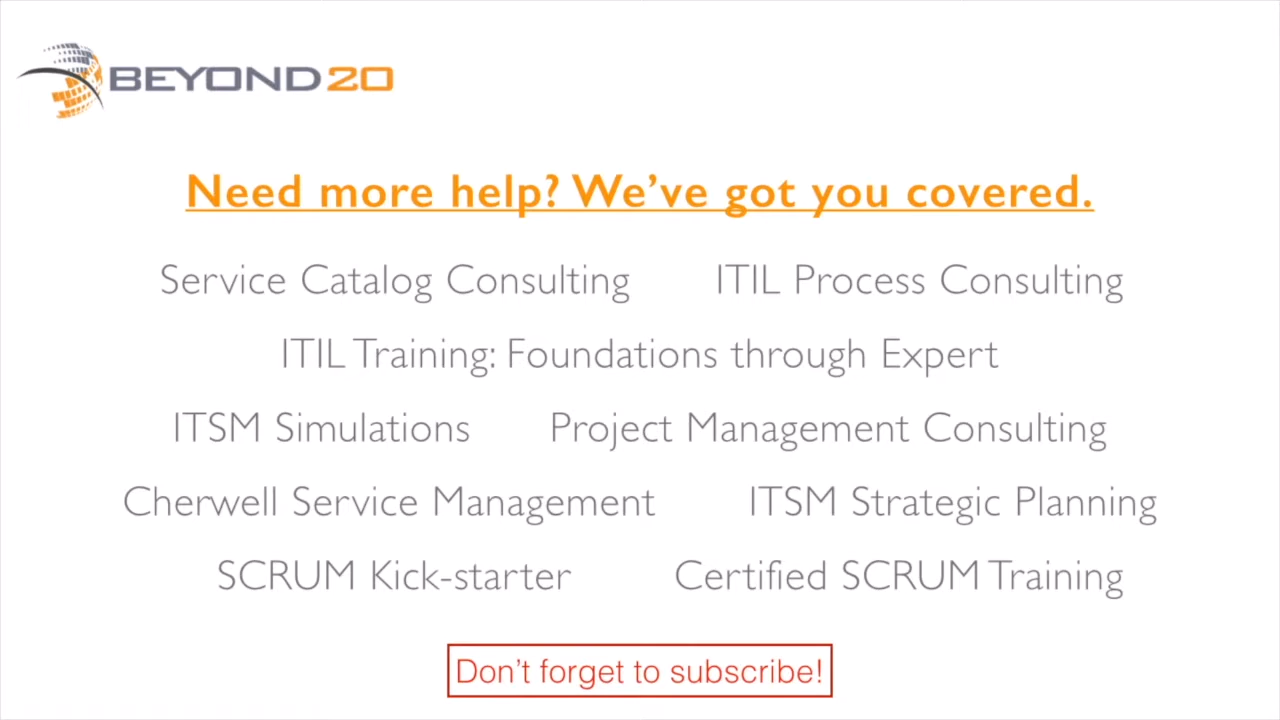 BEYOND20
Need more help? We've got you covered.
Service Catalog Consulting ITIL Process Consulting
ITIL Training: Foundations through Expert
ITSM Simulations Project Management Consulting
Cherwell Service Management ITSM Strategic Planning
SCRUM Kick-starter Certified SCRUM Training
Don't forget to subscribe!